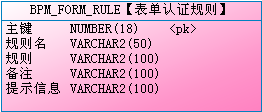 BPM_FORM_RULE【表单认证规则】
主键 NUMBER(18) <pk>
规则名 VARCHAR2(50)
规则 VARCHAR2(100)
备注 VARCHAR2(100)
提示信息 VARCHAR2(100)